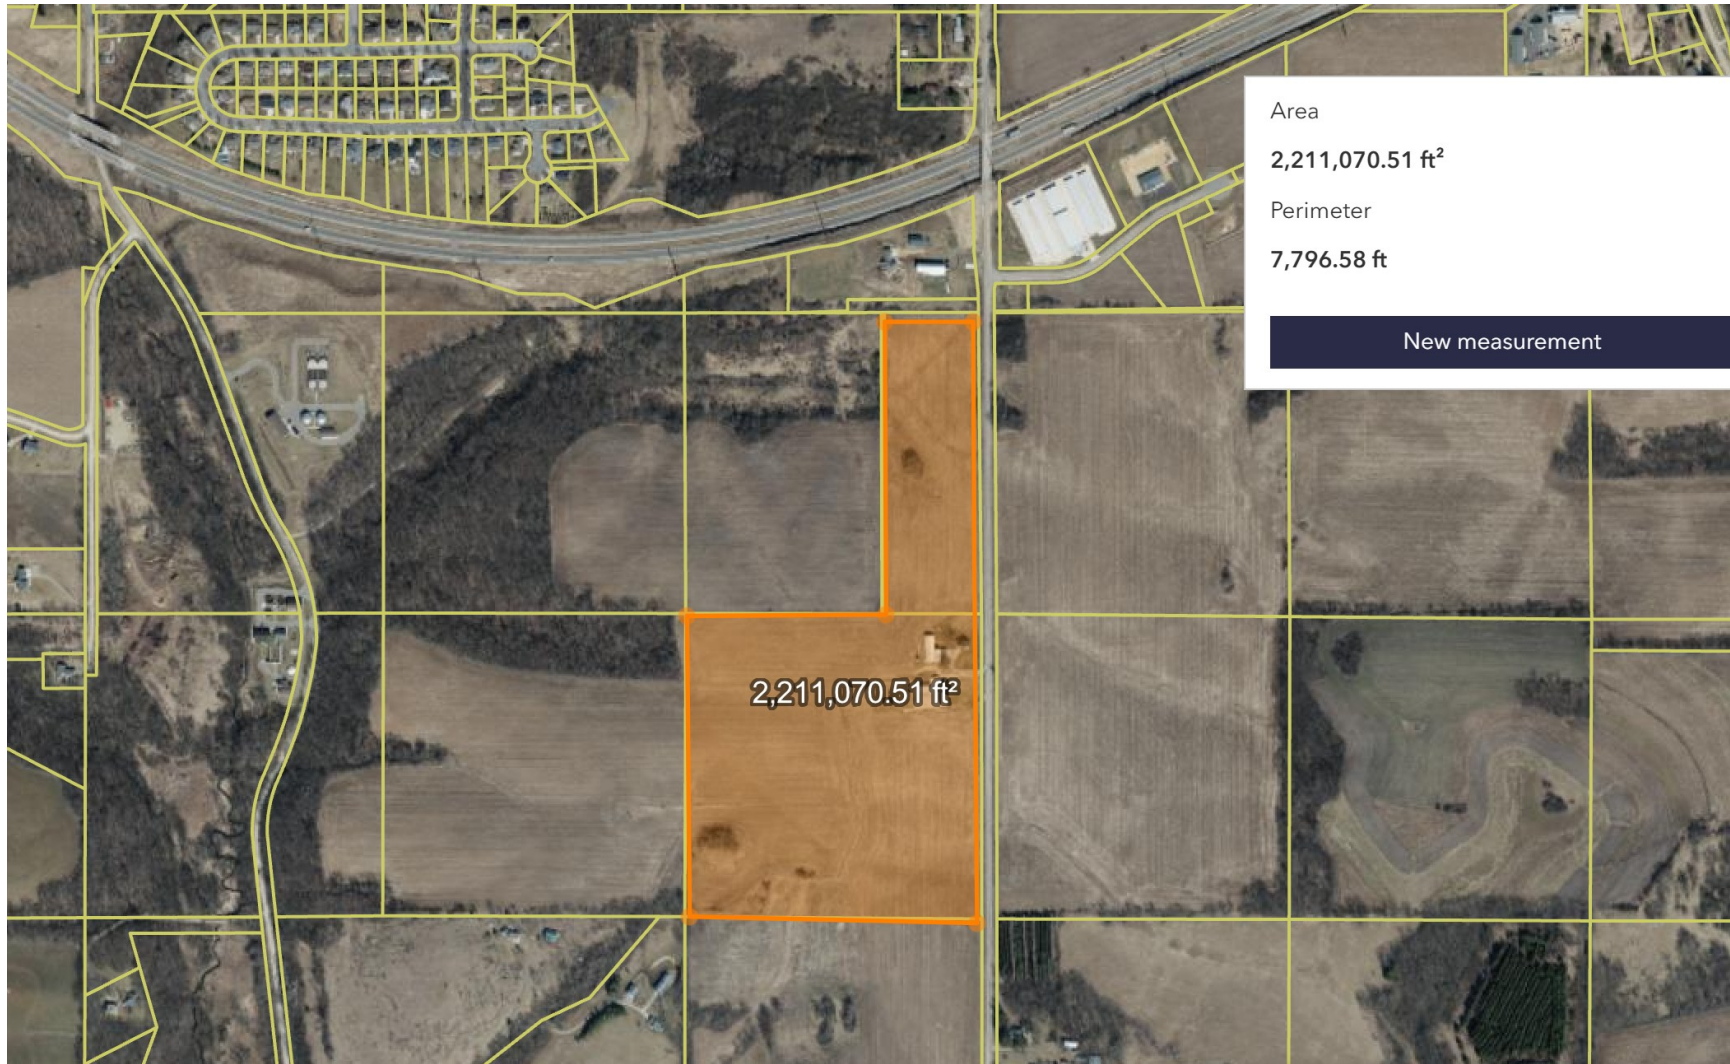 Area
2,211,070.51 ft²
Perimeter
7,796.58 ft
New measurement
2,211,070.51 ft²